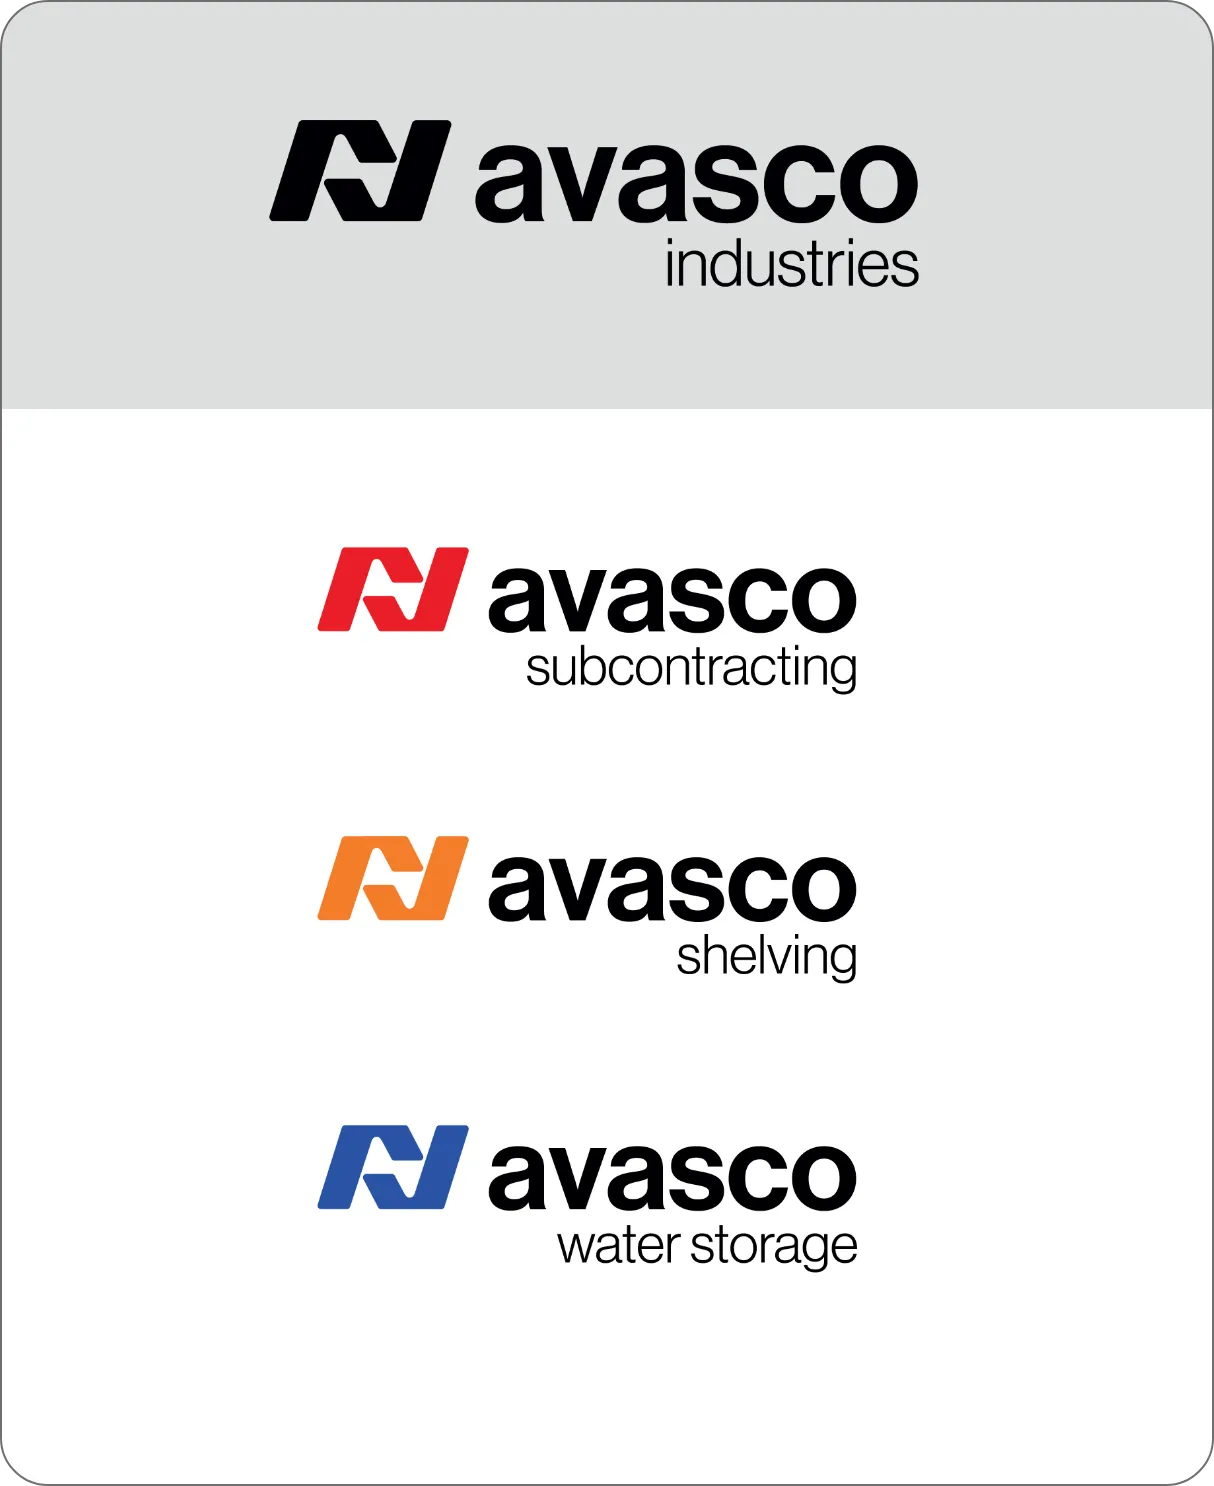 avasco
industries
avasco
subcontracting
avasco
shelving
avasco
water storage